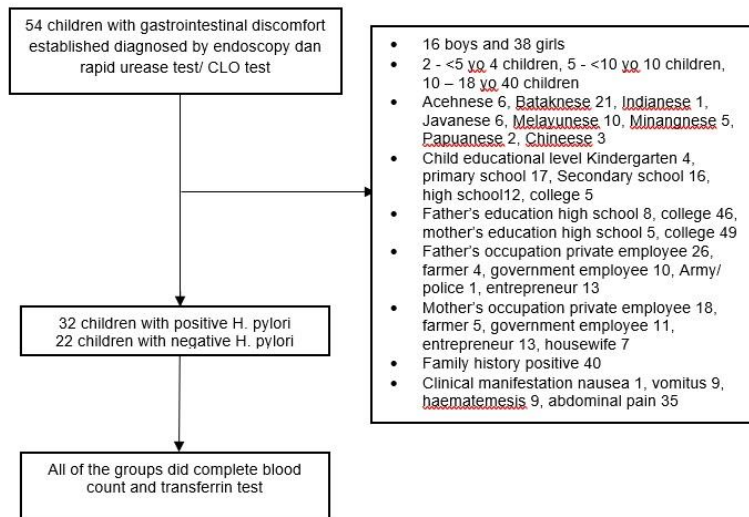 54 children with gastrointestinal discomfort
established diagnosed by endoscopy dan
rapid urease test/ CLO test
• 16 boys and 38 girls
• 2 - <5 yo 4 children, 5 - <10 yo 10 children,
10 – 18 yo 40 children
• Acehnese 6, Bataknese 21, Indianese 1,
Javanese 6, Melayunese 10, Minangnese 5,
Papuanese 2, Chineese 3
• Child educational level Kindergarten 4,
primary school 17, Secondary school 16,
high school12, college 5
• Father's education high school 8, college 46,
mother's education high school 5, college 49
• Father's occupation private employee 26,
farmer 4, government employee 10, Army/
police 1, entrepreneur 13
• Mother's occupation private employee 18,
farmer 5, government employee 11,
entrepreneur 13, housewife 7
• Family history positive 40
• Clinical manifestation nausea 1, vomitus 9,
haematemesis 9, abdominal pain 35
32 children with positive H. pylori
22 children with negative H. pylori
All of the groups did complete blood
count and transferrin test